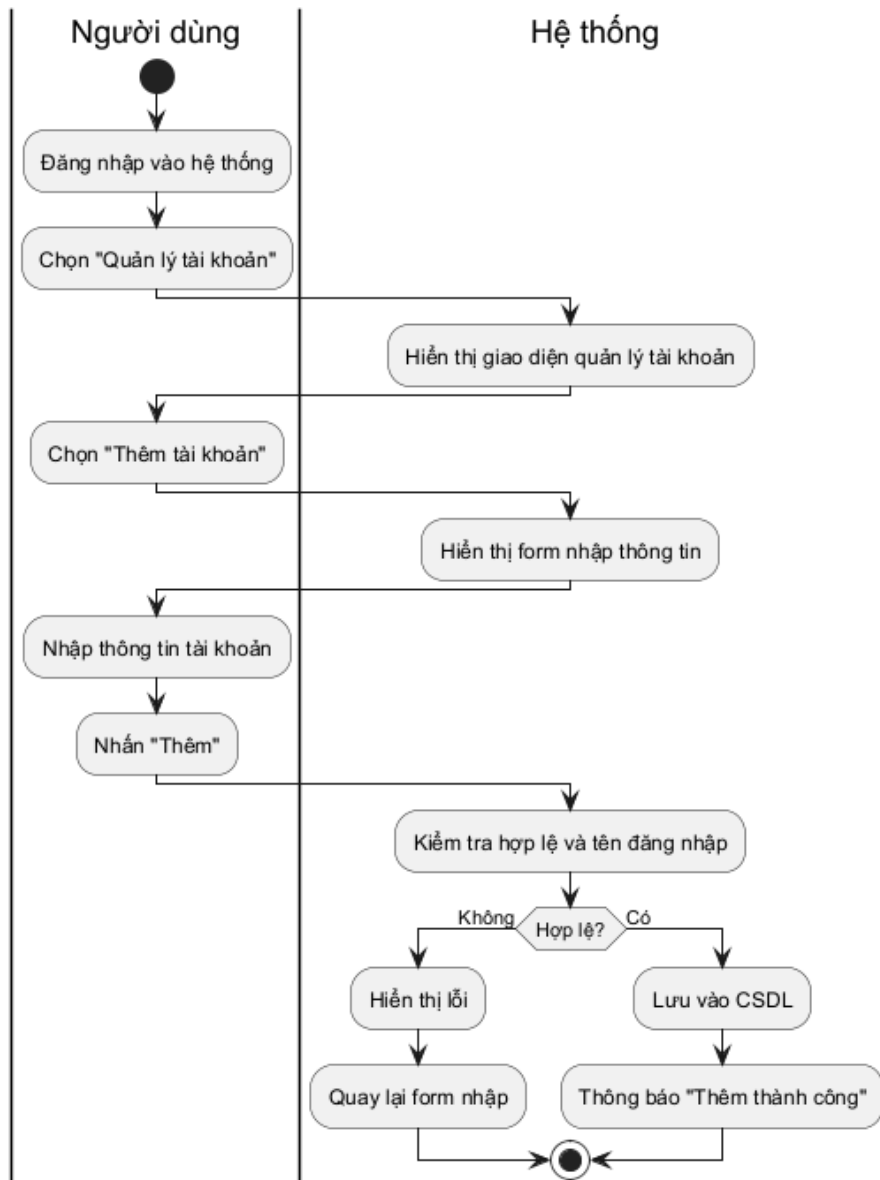 Người dùng
Hệ thống
Đăng nhập vào hệ thống
Chọn "Quản lý tài khoản"
Hiển thị giao diện quản lý tài khoản
Chọn "Thêm tài khoản"
Hiển thị form nhập thông tin
Nhập thông tin tài khoản
Nhấn "Thêm"
Kiểm tra hợp lệ và tên đăng nhập
Không
Hợp lệ?
Có
Hiển thị lỗi
Lưu vào CSDL
Quay lại form nhập
Thông báo "Thêm thành công"